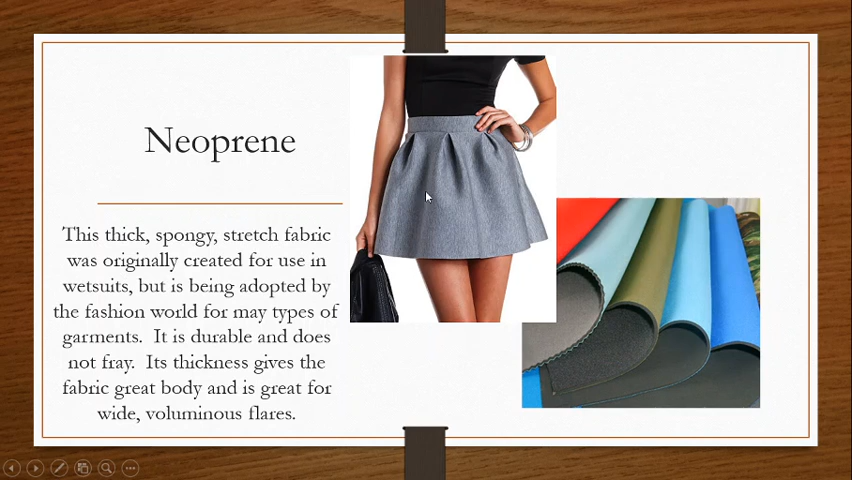 Neoprene
This thick, spongy, stretch fabric
was originally created for use in
wetsuits, but is being adopted by
the fashion world for may types of
garments.  It is durable and does
not fray.  Its thickness gives the
fabric great body and is great for
wide, voluminous flares.